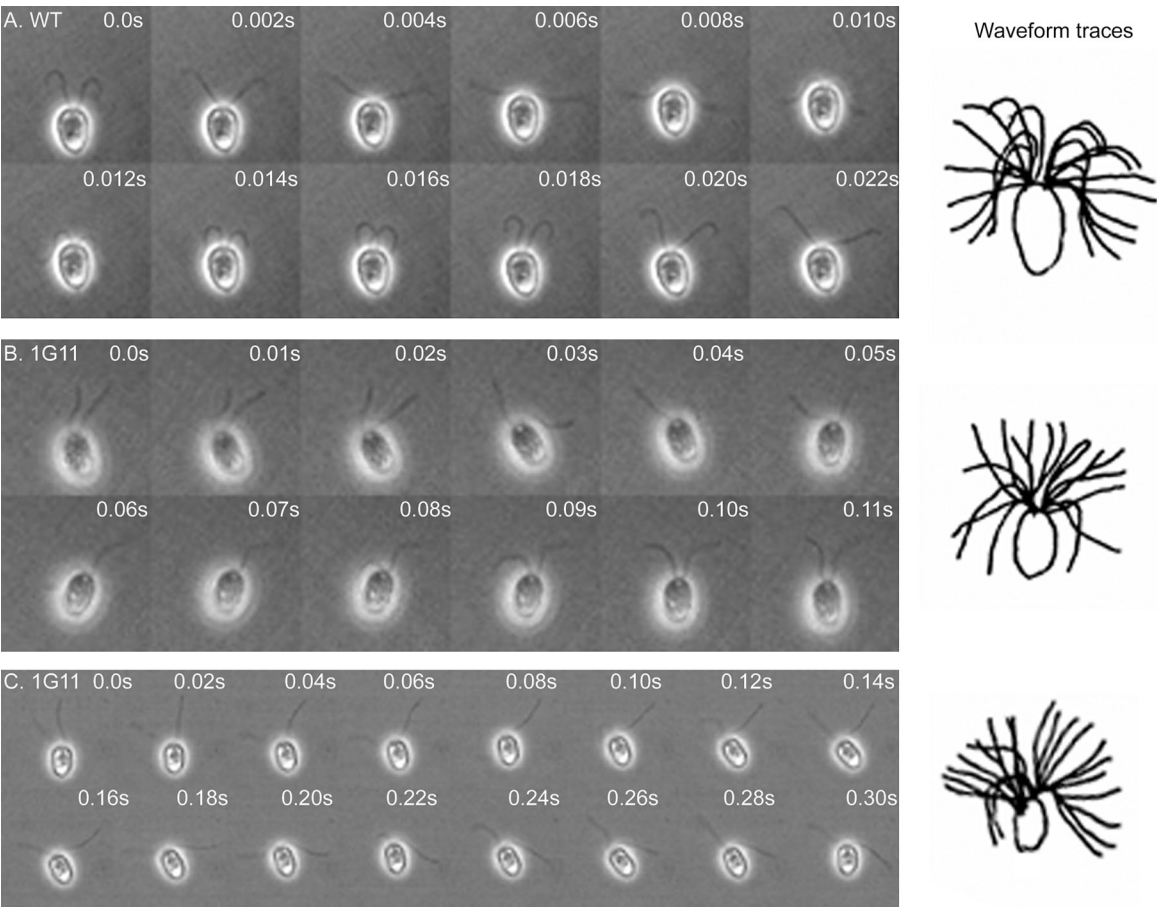 A. WT 0.0s 0.002s 0.004s 0.006s 0.008s 0.010s
Waveform traces
0.012s 0.014s 0.016s 0.018s 0.020s 0.022s
B. 1G11 0.0s 0.01s 0.02s 0.03s 0.04s 0.05s
0.06s 0.07s 0.08s 0.09s 0.10s 0.11s
C. 1G11 0.0s 0.02s 0.04s 0.06s 0.08s 0.10s 0.12s 0.14s
0.16s 0.18s 0.20s 0.22s 0.24s 0.26s 0.28s 0.30s